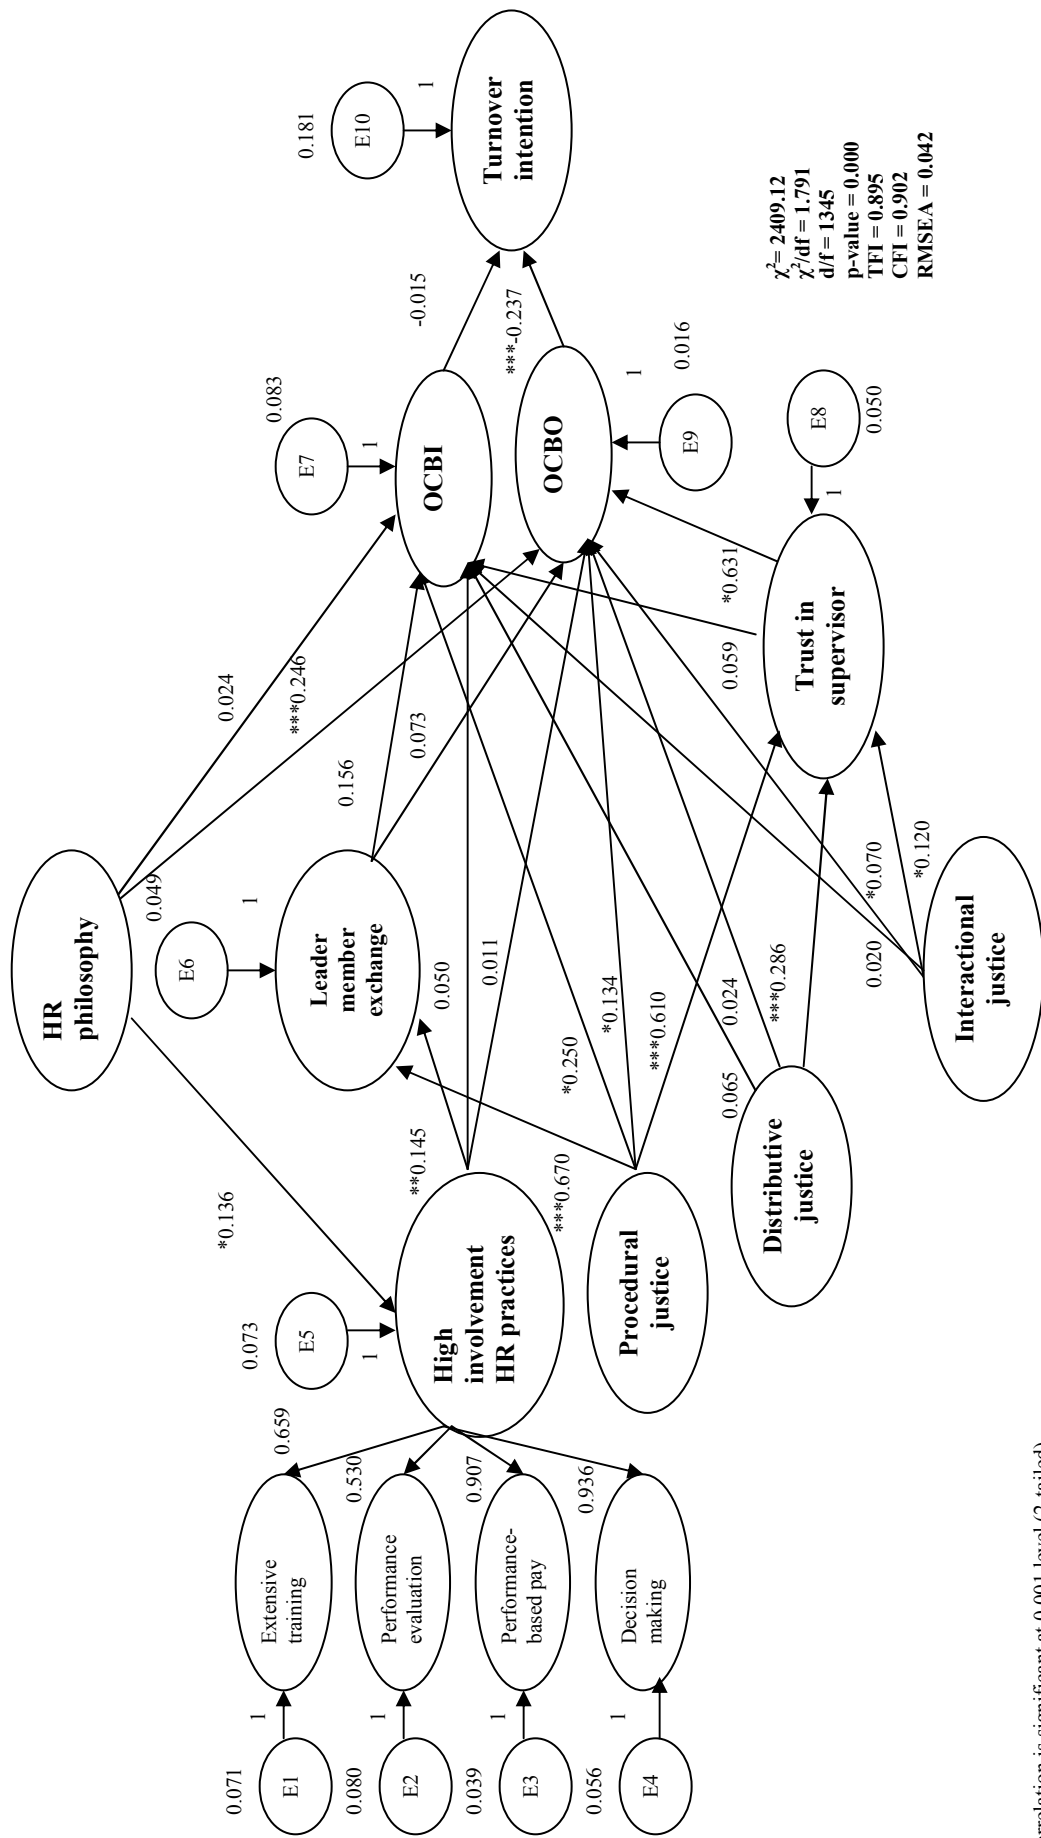 0.071
E1
1
0.080
E2
1
0.039
E3
1
0.056
E4
1
Extensive
training
Performance
evaluation
Performance-
based pay
Decision
making
0.659
0.530
0.907
0.936
0.073
E5
1
High
involvement
HR practices
Procedural
justice
Distributive
justice
Interactional
justice
*0.136
**0.145
***0.670
HR
philosophy
0.049
E6
1
Leader
member
exchange
0.050
0.011
*0.250
*0.134
***0.610
0.065
0.024
***0.286
0.020
*0.070
*0.120
0.024
***0.246
0.156
0.073
0.059
*0.631
Trust in
supervisor
E8
1
0.050
0.083
E7
1
OCBI
OCBO
E9
1
0.016
-0.015
***-0.237
0.181
E10
1
Turnover
intention
χ²= 2409.12
χ²/df = 1.791
d/f = 1345
p-value = 0.000
TFI = 0.895
CFI = 0.902
RMSEA = 0.042
rrelation is significant at 0.001 level (2-tailed)